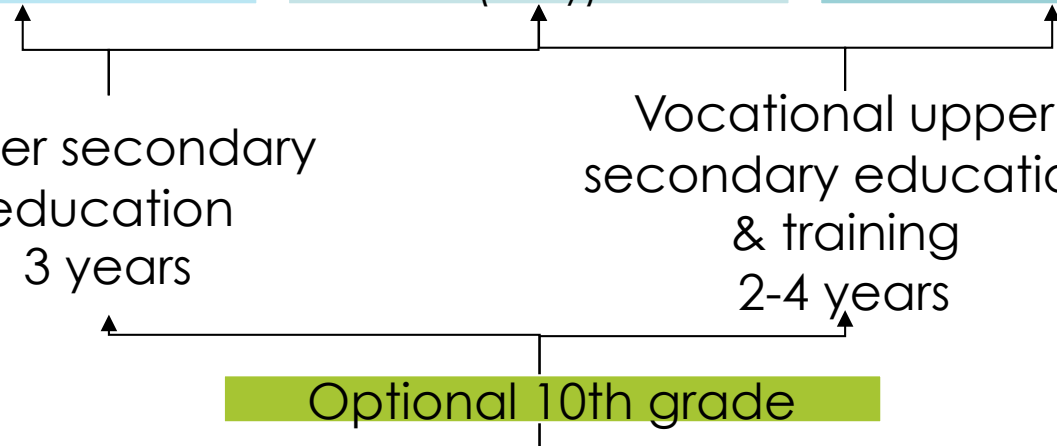 er secondary
education
3 years
Vocational upper
secondary educatio
& training
2-4 years
Optional 10th grade